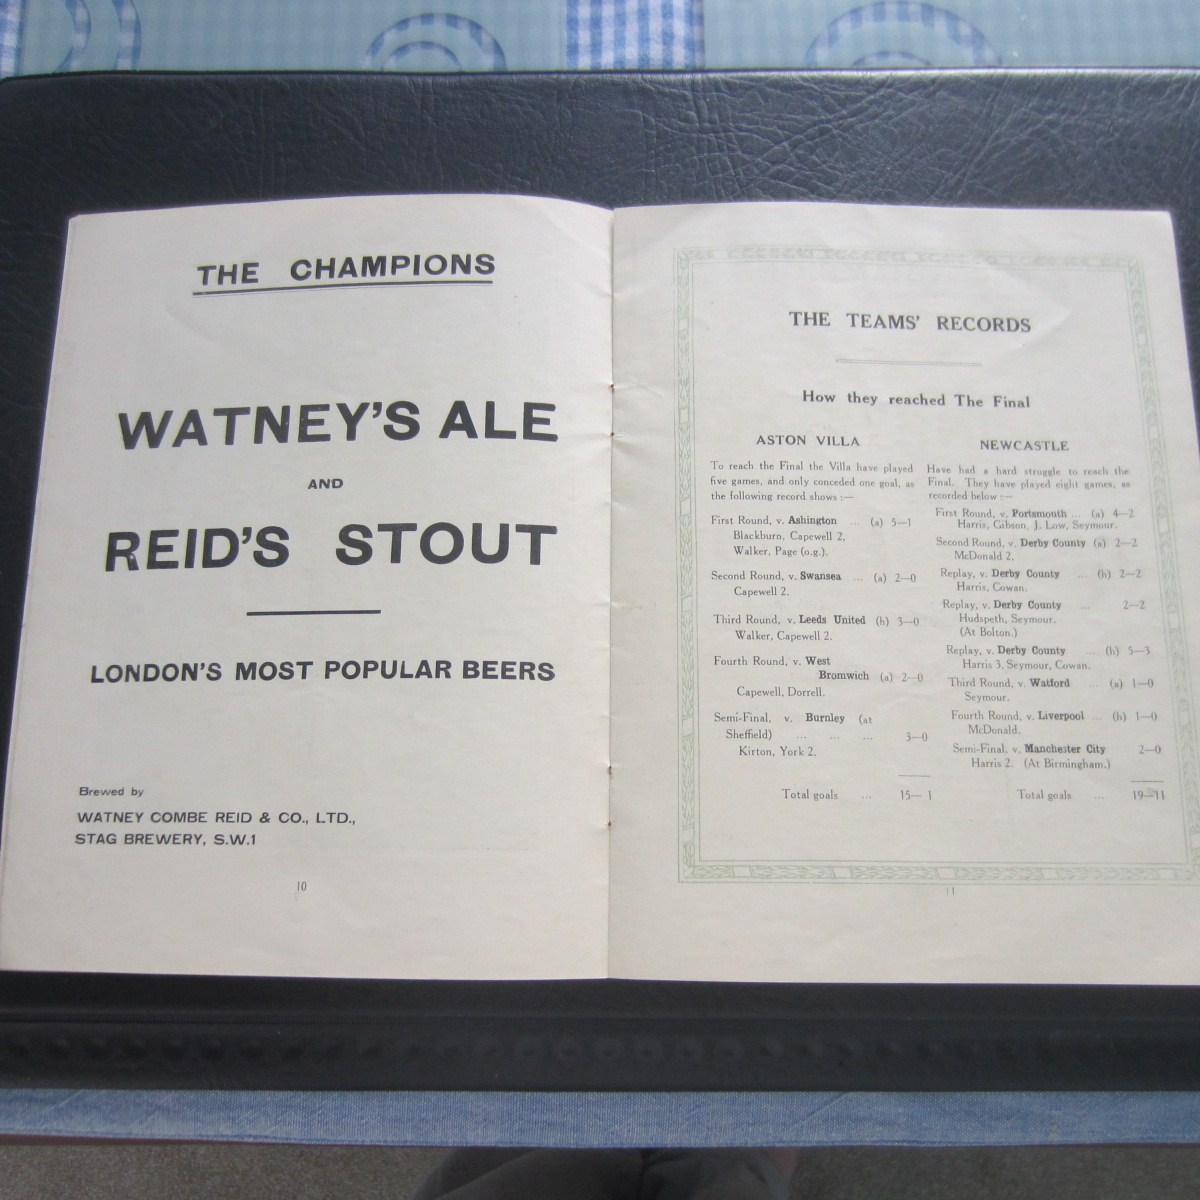 THE CHAMPIONS
WATNEY'S ALE
AND
REID'S STOUT
LONDON'S MOST POPULAR BEERS
Brewed by
WATNEY COMBE REID & CO., LTD.,
STAG BREWERY, S.W.1
10
THE TEAMS' RECORDS
How they reached The Final
ASTON VILLA
To reach the Final the Villa have played
five games, and only conceded one goal, as
the following record shows :—
First Round, v. Ashington ... (a) 5—1
Blackburn, Capewell 2,
Walker, Page (o.g.).
Second Round, v. Swansea ... (a) 2—0
Capewell 2.
Third Round, v. Leeds United (h) 3—0
Walker, Capewell 2.
Fourth Round, v. West
Bromwich (a) 2—0
Capewell, Dorrell.
Semi-Final, v. Burnley (at
Sheffield) ... ... ... 3—0
Kirton, York 2.
Total goals ... 15— 1
NEWCASTLE
Have had a hard struggle to reach the
Final. They have played eight games, as
recorded below :—
First Round, v. Portsmouth ... (a) 4—2
Harris, Gibson, J. Low, Seymour.
Second Round, v. Derby County (a) 2—2
McDonald 2.
Replay, v. Derby County ... (h) 2—2
Harris, Cowan.
Replay, v. Derby County ... 2—2
Hudspeth, Seymour.
(At Bolton.)
Replay, v. Derby County ... (h) 5—3
Harris 3, Seymour, Cowan.
Third Round, v. Watford ... (a) 1—0
Seymour.
Fourth Round, v. Liverpool ... (h) 1—0
McDonald.
Semi-Final, v. Manchester City 2—0
Harris 2. (At Birmingham.)
Total goals ... 19—11
11